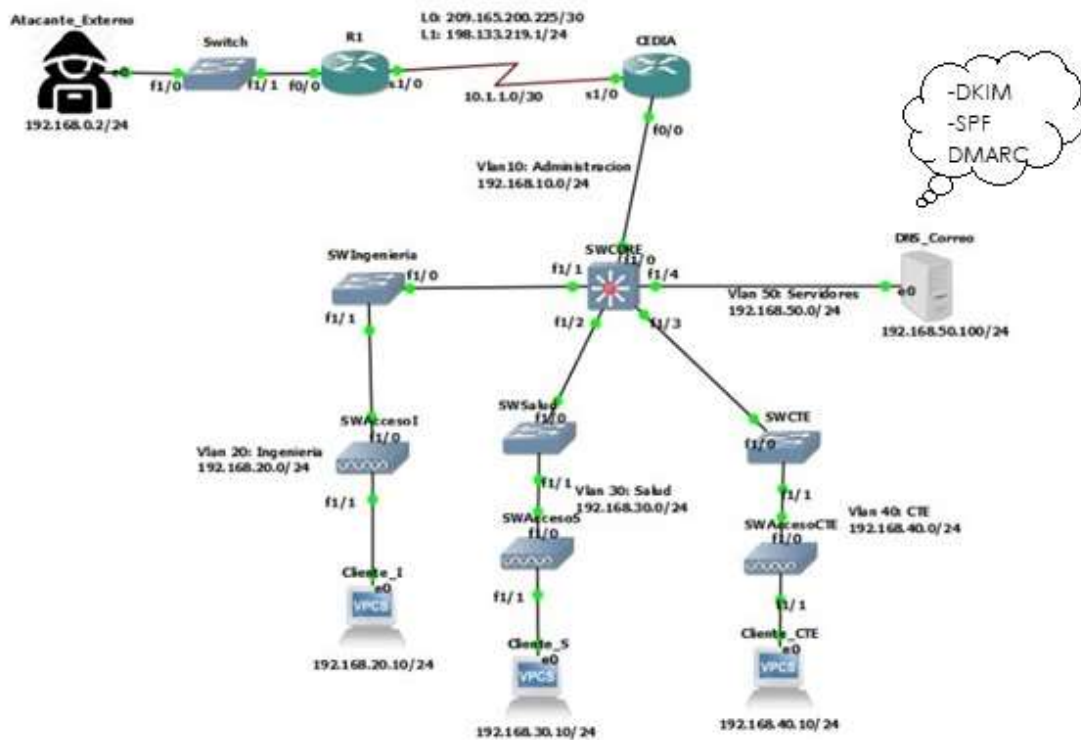 Atacante_Externo
e0
192.168.0.2/24
Switch
f1/0
f1/1
R1
f0/0
s1/0
L0: 209.165.200.225/30
L1: 198.133.219.1/24
10.1.1.0/30
CEDIA
s1/0
f0/0
-DKIM
-SPF
DMARC
Vlan10: Administracion
192.168.10.0/24
SWCORE
f1/0
f1/1
f1/4
f1/2
f1/3
DNS_Correo
e0
Vlan 50: Servidores
192.168.50.0/24
192.168.50.100/24
SWIngenieria
f1/0
f1/1
SWAccesoI
f1/0
Vlan 20: Ingenieria
192.168.20.0/24
f1/1
Cliente_I
e0
VPCS
192.168.20.10/24
SWSalud
f1/0
f1/1
Vlan 30: Salud
192.168.30.0/24
SWAccesoS
f1/0
f1/1
Cliente_S
e0
VPCS
192.168.30.10/24
SWCTE
f1/0
f1/1
Vlan 40: CTE
192.168.40.0/24
SWAccesoCTE
f1/0
f1/1
Cliente_CTE
e0
VPCS
192.168.40.10/24